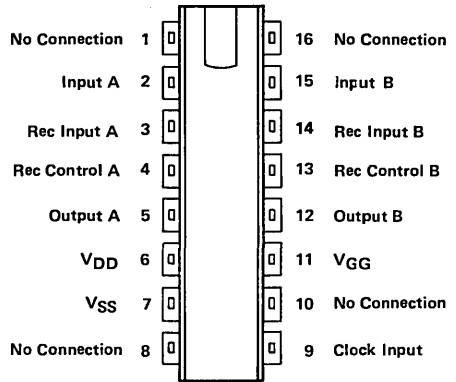 No Connection 1 16 No Connection
Input A 2 15 Input B
Rec Input A 3 14 Rec Input B
Rec Control A 4 13 Rec Control B
Output A 5 12 Output B
VDD 6 11 VGG
VSS 7 10 No Connection
No Connection 8 9 Clock Input